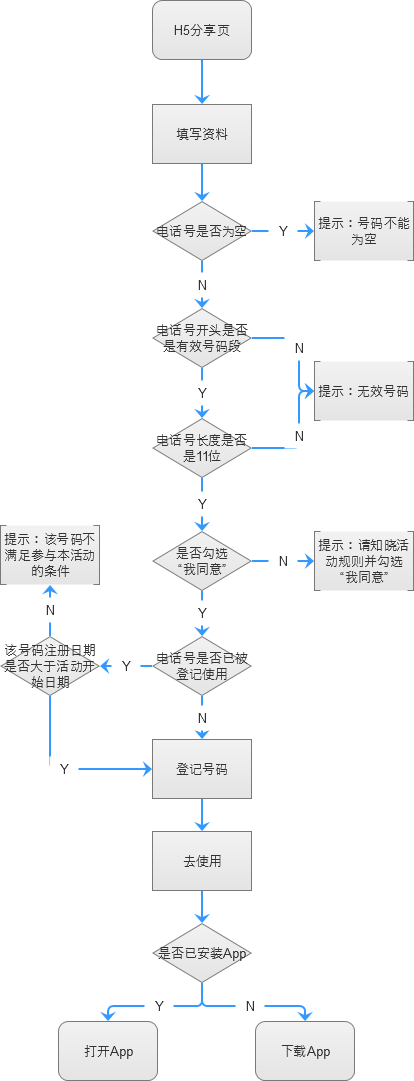 H5分享页
填写资料
电话号是否为空
Y
提示：号码不能
为空
N
电话号开头是否
是有效号码段
N
提示：无效号码
Y
电话号长度是否
是11位
N
Y
是否勾选
“我同意”
N
提示：请知晓活
动规则并勾选
“我同意”
提示：该号码不
满足参与本活动
的条件
N
Y
该号码注册日期
是否大于活动开
始日期
Y
电话号是否已被
登记使用
N
Y
登记号码
去使用
是否已安装App
Y
N
打开App
下载App